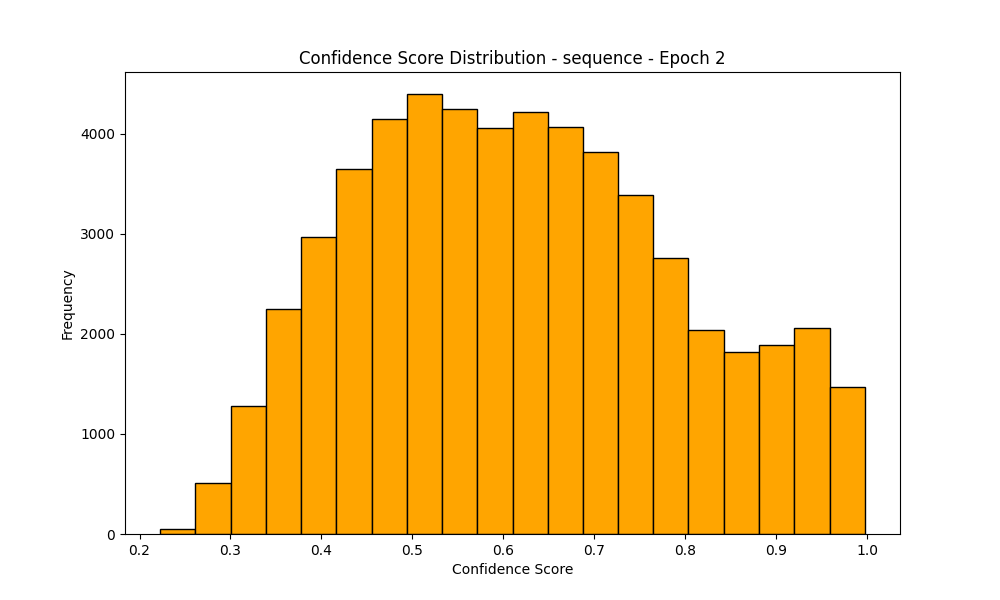 Confidence Score Distribution - sequence - Epoch 2
Frequency
4000
3000
2000
1000
0
0.2 0.3 0.4 0.5 0.6 0.7 0.8 0.9 1.0
Confidence Score